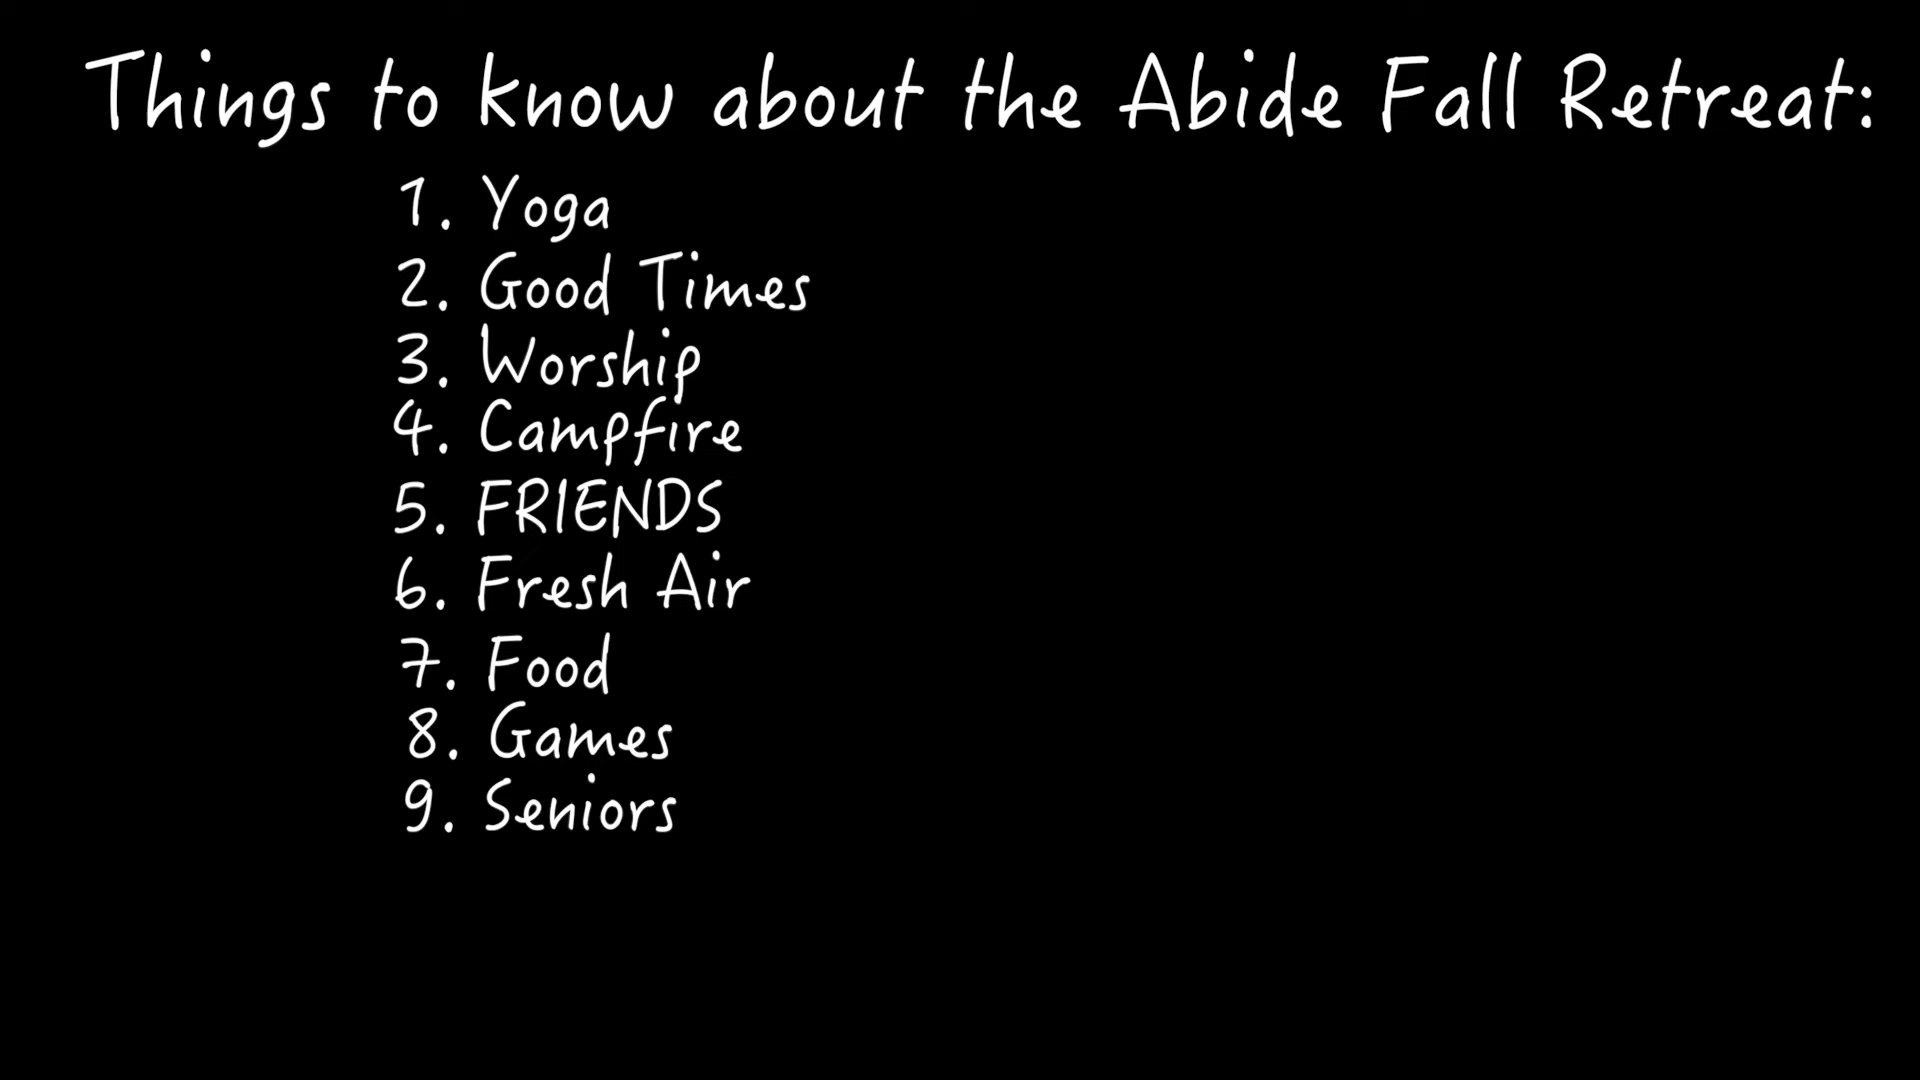 Things to know about the Abide Fall Retreat:
1. Yoga
2. Good Times
3. Worship
4. Campfire
5. FRIENDS
6. Fresh Air
7. Food
8. Games
9. Seniors